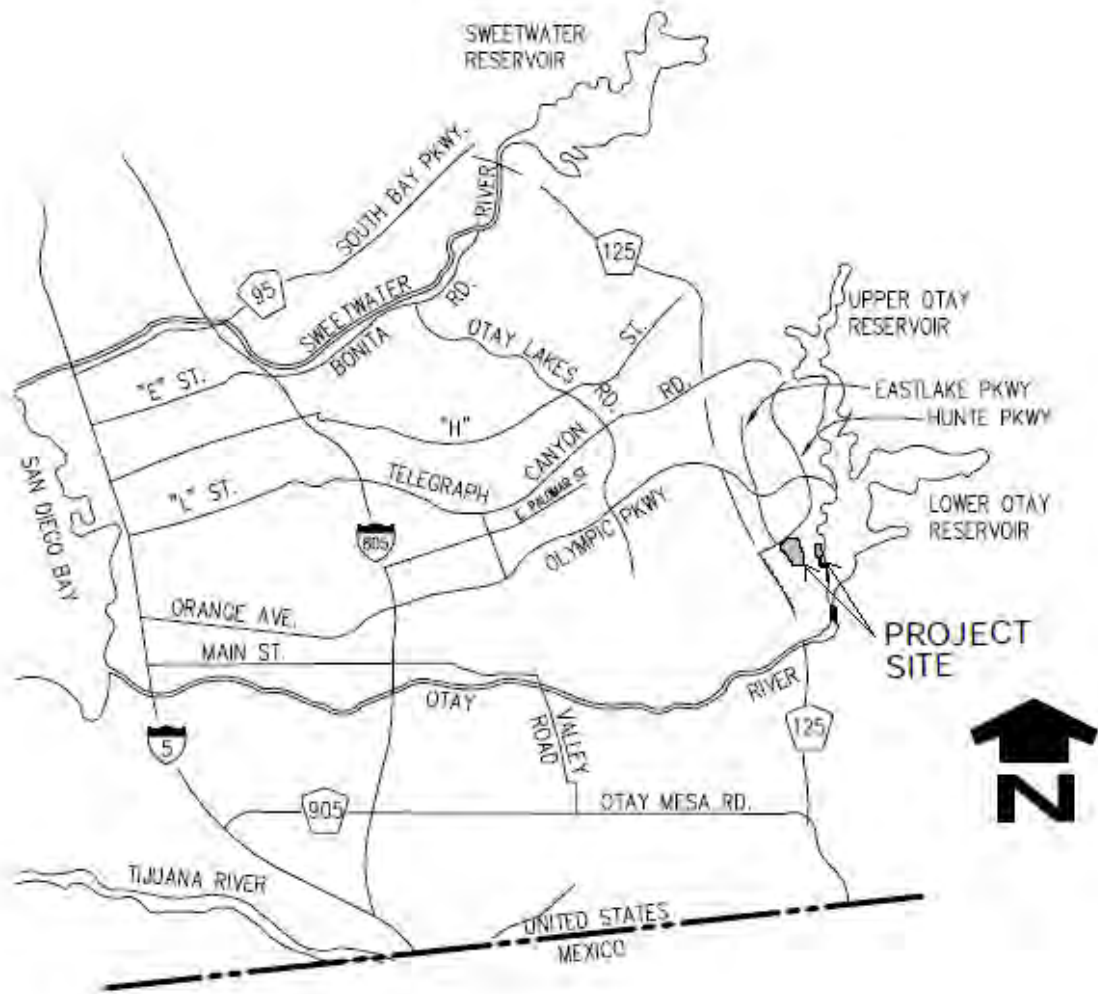 SWEETWATER
RESERVOIR
SOUTH BAY PKWY.
RIVER
125
95
SWEETWATER
RD.
BONITA
UPPER OTAY
RESERVOIR
OTAY LAKES
RD.
ST.
"E" ST.
RD.
EASTLAKE PKWY
HUNTE PKWY
"H"
CANYON
TELEGRAPH
"L" ST.
E. PALOMAR ST.
SAN DIEGO BAY
LOWER OTAY
RESERVOIR
OLYMPIC PKWY
805
ORANGE AVE.
PROJECT
SITE
MAIN ST.
RIVER
OTAY
VALLEY
ROAD
125
5
N
905
OTAY MESA RD.
TIJUANA RIVER
UNITED STATES
MEXICO